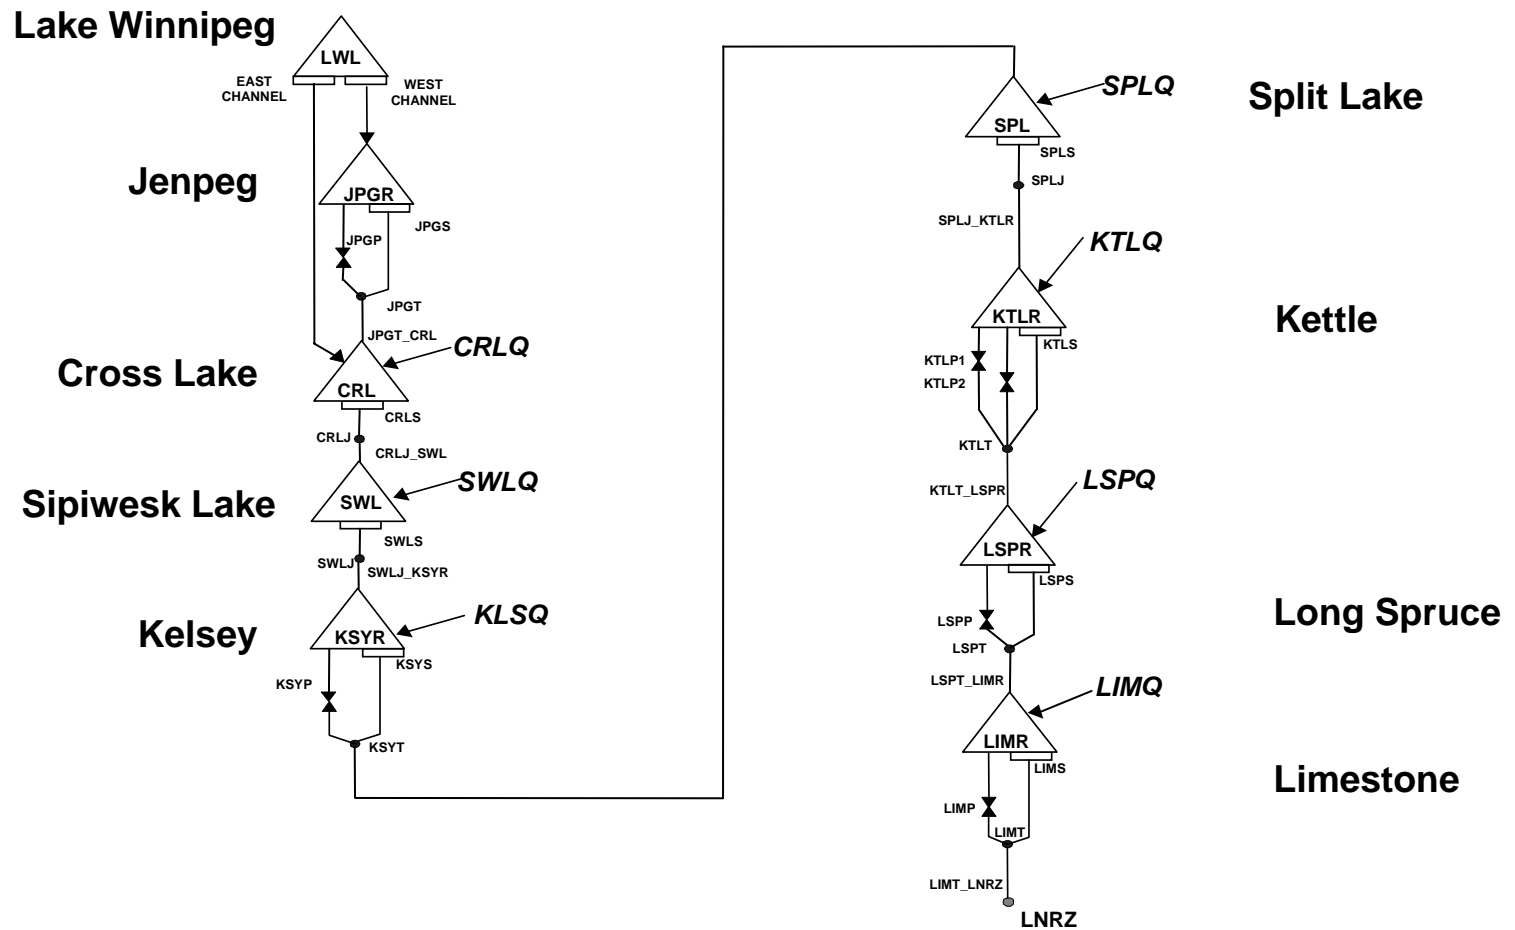 Lake Winnipeg
LWL
EAST
CHANNEL
WEST
CHANNEL
Jenpeg
JPGR
JPGS
JPGP
JPGT
JPGT_CRL
CRLQ
Cross Lake
CRL
CRLS
CRLJ
CRLJ_SWL
SWLQ
Sipiwesk Lake
SWL
SWLS
SWLJ
SWLJ_KSYR
KLSQ
Kelsey
KSYR
KSYS
KSYP
KSYT
SPLQ
Split Lake
SPL
SPLS
SPLJ
SPLJ_KTLR
KTLQ
Kettle
KTLR
KTLS
KTLP1
KTLP2
KTLT
KTLT_LSPR
LSPQ
LSPR
LSPS
Long Spruce
LSPP
LSPT
LSPT_LIMR
LIMQ
LIMR
LIMS
Limestone
LIMP
LIMT
LIMT_LNRZ
LNRZ